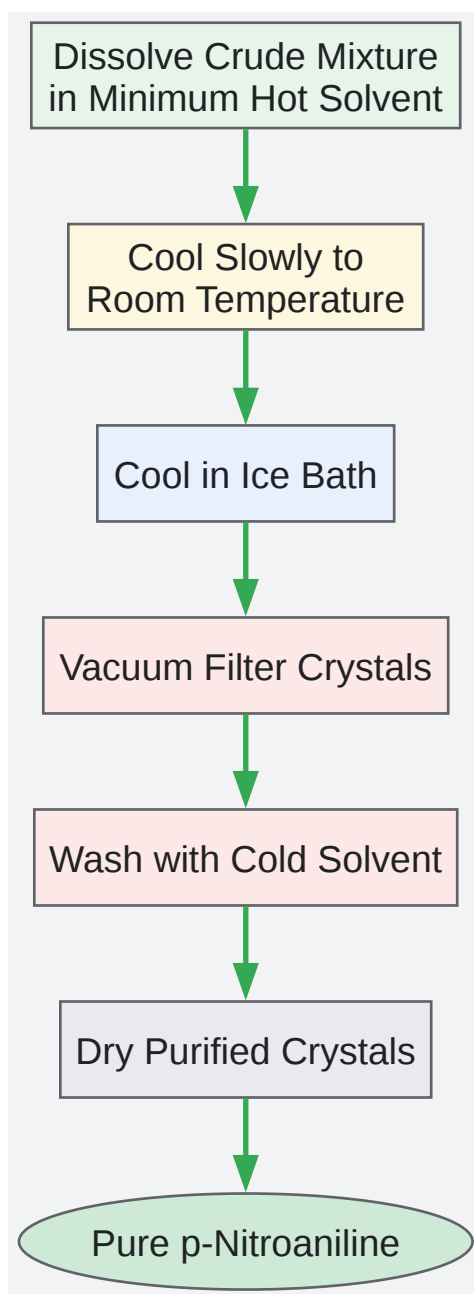 Dissolve Crude Mixture
in Minimum Hot Solvent
Cool Slowly to
Room Temperature
Cool in Ice Bath
Vacuum Filter Crystals
Wash with Cold Solvent
Dry Purified Crystals
Pure p-Nitroaniline